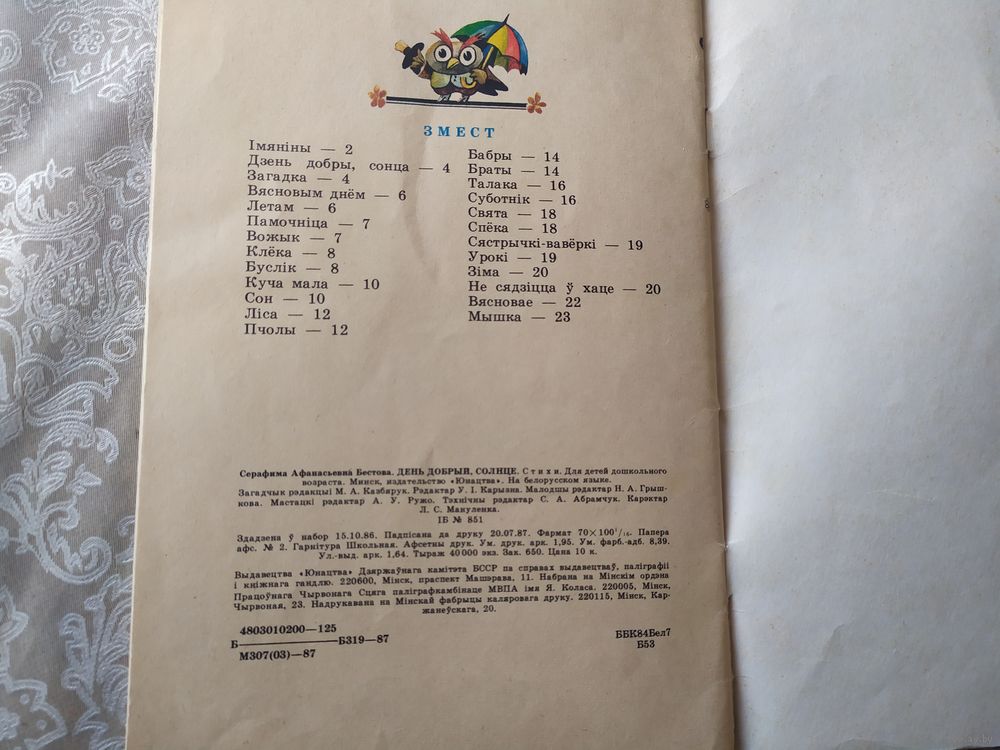 ЗМЕСТ
Імяніны — 2
Дзень добры, сонца — 4
Загадка — 4
Вясновым днём — 6
Летам — 6
Памочніца — 7
Вожык — 7
Клёка — 8
Буслік — 8
Куча мала — 10
Сон — 10
Ліса — 12
Пчолы — 12
Бабры — 14
Браты — 14
Талака — 16
Суботнік — 16
Свята — 18
Спёка — 18
Сястрычкі-вавёркі — 19
Урокі — 19
Зіма — 20
Не сядзіцца ў хаце — 20
Вясновае — 22
Мышка — 23
Серафима Афанасьевна Бестова. ДЕНЬ ДОБРЫЙ, СОЛНЦЕ. Стихи. Для детей дошкольного
возраста. Минск, издательство «Юнацтва». На белорусском языке.
Загадчык рэдакцыі М. А. Казбярук. Рэдактар У. І. Карызна. Малодшы рэдактар Н. А. Грыш-
кова. Мастацкі рэдактар А. У. Ружо. Тэхнічны рэдактар С. А. Абрамчук. Карэктар
Л. С. Мануленка.
ІБ № 851
Здадзена ў набор 15.10.86. Падпісана да друку 20.07.87. Фармат 70×100¹/₁₆. Папера
афс. № 2. Гарнітура Школьная. Афсетны друк. Ум. друк. арк. 1,95. Ум. фарб.-адб. 8,39.
Ул.-выд. арк. 1,64. Тыраж 40 000 экз. Зак. 650. Цана 10 к.
Выдавецтва «Юнацтва» Дзяржаўнага камітэта БССР па справах выдавецтваў, паліграфіі
і кніжнага гандлю. 220600, Мінск, праспект Машэрава, 11. Набрана на Мінскім ордэна
Працоўнага Чырвонага Сцяга паліграфкамбінаце МВПА імя Я. Коласа. 220005, Мінск,
Чырвоная, 23. Надрукавана на Мінскай фабрыцы каляровага друку. 220115, Мінск, Кар-
жанеўскага, 20.
4803010200—125
Б————Б319—87
М307(03)—87
ББК84Бел7
Б53